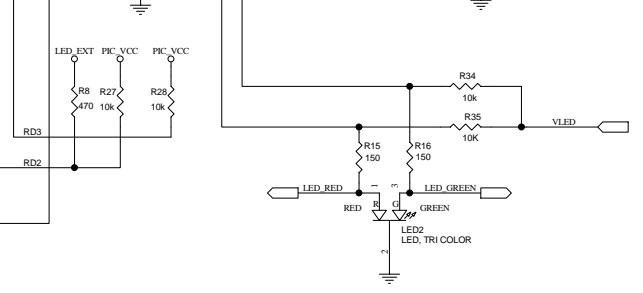 LED_EXT PIC_VCC PIC_VCC
R34
R8 R27 R28
470 10k 10k
10k
R35
VLED
RD3
10K
R15 R16
150 150
RD2
LED_RED 1 3 LED_GREEN
RED R G GREEN
LED2
LED, TRI COLOR
2